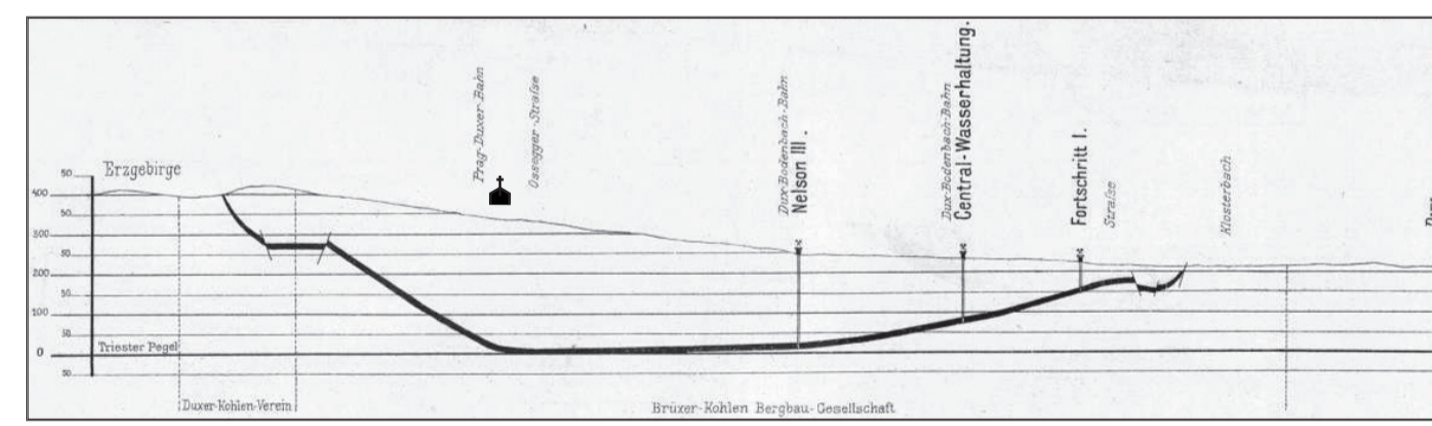 Erzgebirge
50
400
50
300
50
200
50
100
50
0
50
Triester Pegel
Prag-Duxer-Bahn
Ossegger-Straſse
Dux-Bodenbach-Bahn
Nelson III.
Dux-Bodenbach-Bahn
Central-Wasserhaltung.
Fortschritt I.
Straſse
Klosterbach
Duxer-Kohlen-Verein
Brüxer-Kohlen Bergbau-Gesellschaft